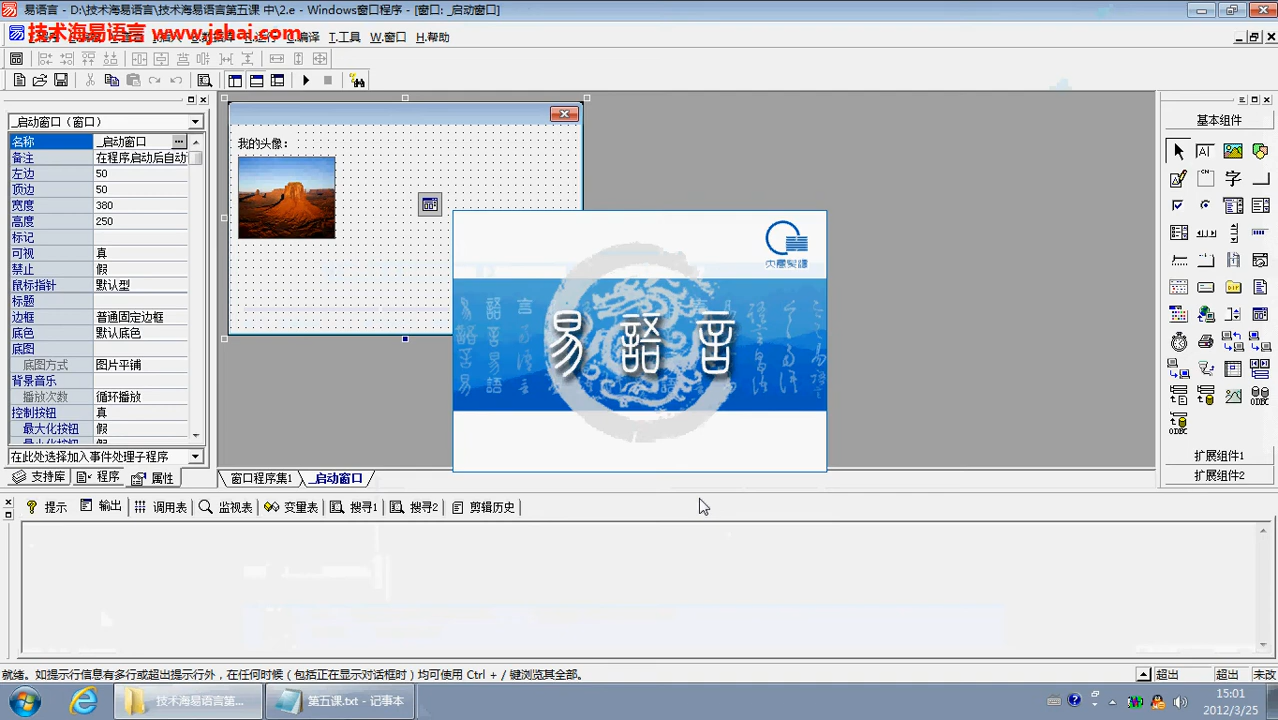 易语言 - D:\技术海易语言\技术海易语言第五课 中\2.e - Windows窗口程序 - [窗口: _启动窗口]
技术海易语言 www.jshai.com
编译 T.工具 W.窗口 H.帮助
_启动窗口（窗口）
名称 _启动窗口
备注 在程序启动后自动
左边 50
顶边 50
宽度 380
高度 250
标记
可视 真
禁止 假
鼠标指针 默认型
标题
边框 普通固定边框
底色 默认底色
底图
底图方式 图片平铺
背景音乐
播放次数 循环播放
控制按钮 真
最大化按钮 假
在此处选择加入事件处理子程序
支持库 程序 属性
我的头像:
易語言
窗口程序集1 _启动窗口
基本组件
扩展组件1
扩展组件2
提示 输出 调用表 监视表 变量表 搜寻1 搜寻2 剪辑历史
就绪。如提示行信息有多行或超出提示行外，在任何时候（包括正在显示对话框时）均可使用 Ctrl + / 键浏览其全部。
超出 超出 未改
技术海易语言第... 第五课.txt - 记事本
15:01
2012/3/25